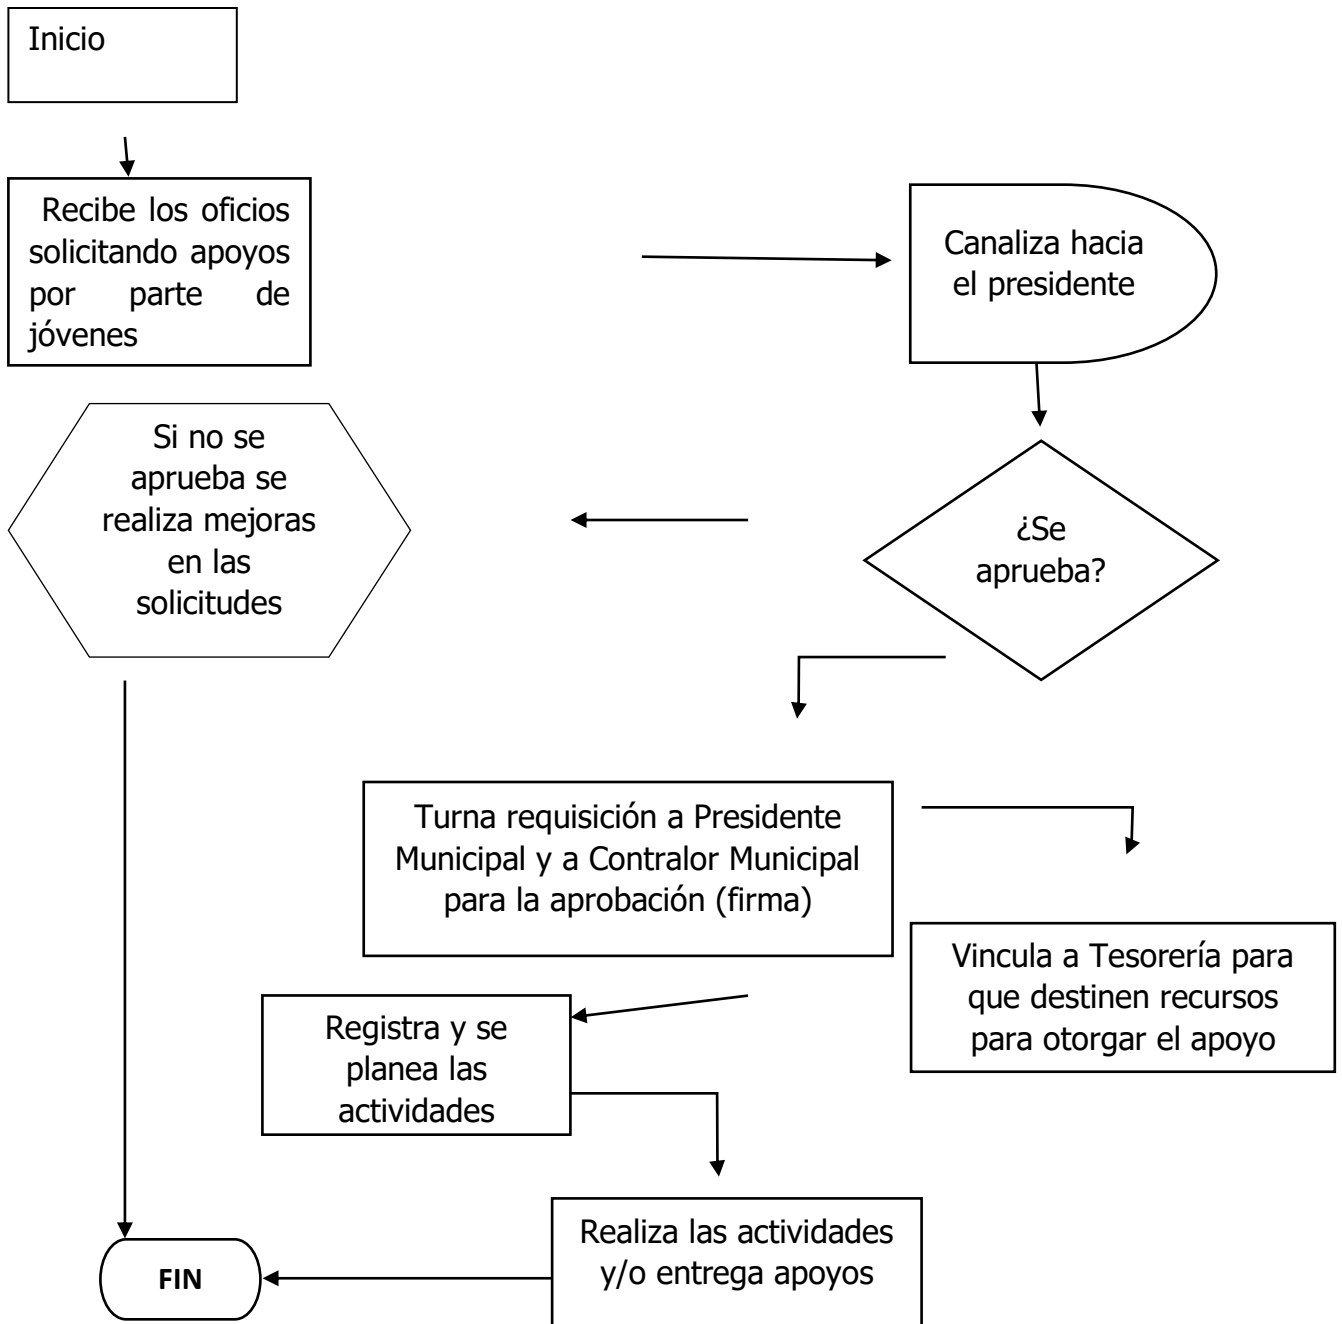 Inicio
Recibe los oficios
solicitando apoyos
por parte de
jóvenes
Canaliza hacia
el presidente
Si no se
aprueba se
realiza mejoras
en las
solicitudes
¿Se
aprueba?
Turna requisición a Presidente
Municipal y a Contralor Municipal
para la aprobación (firma)
Vincula a Tesorería para
que destinen recursos
para otorgar el apoyo
Registra y se
planea las
actividades
Realiza las actividades
y/o entrega apoyos
FIN